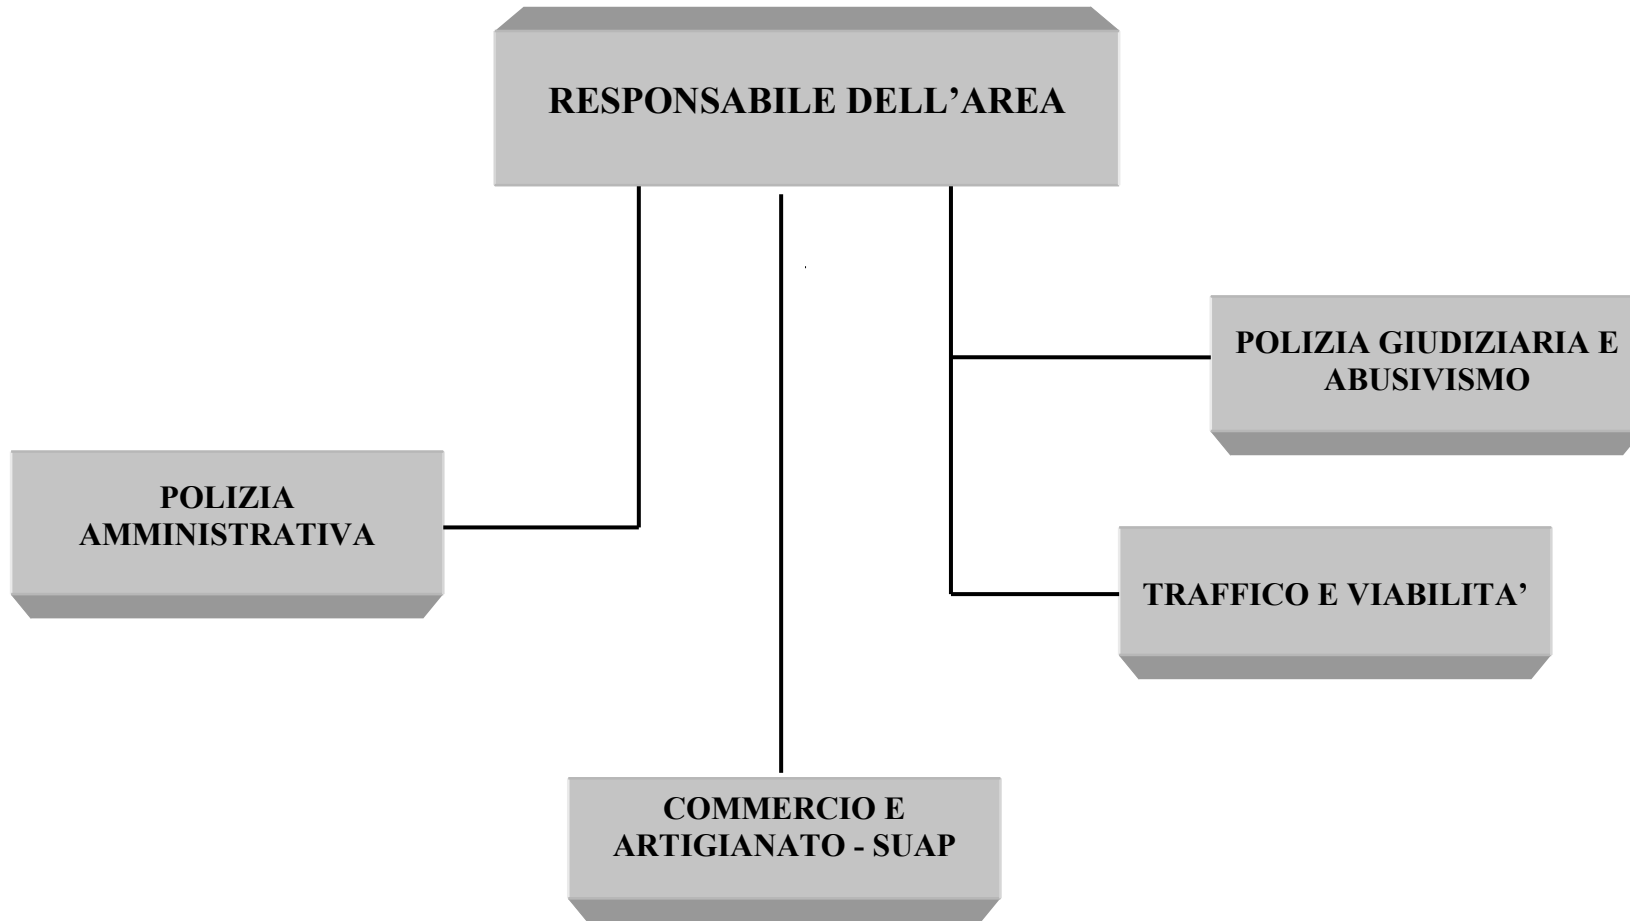 RESPONSABILE DELL’AREA
POLIZIA GIUDIZIARIA E
ABUSIVISMO
POLIZIA
AMMINISTRATIVA
TRAFFICO E VIABILITA’
COMMERCIO E
ARTIGIANATO - SUAP